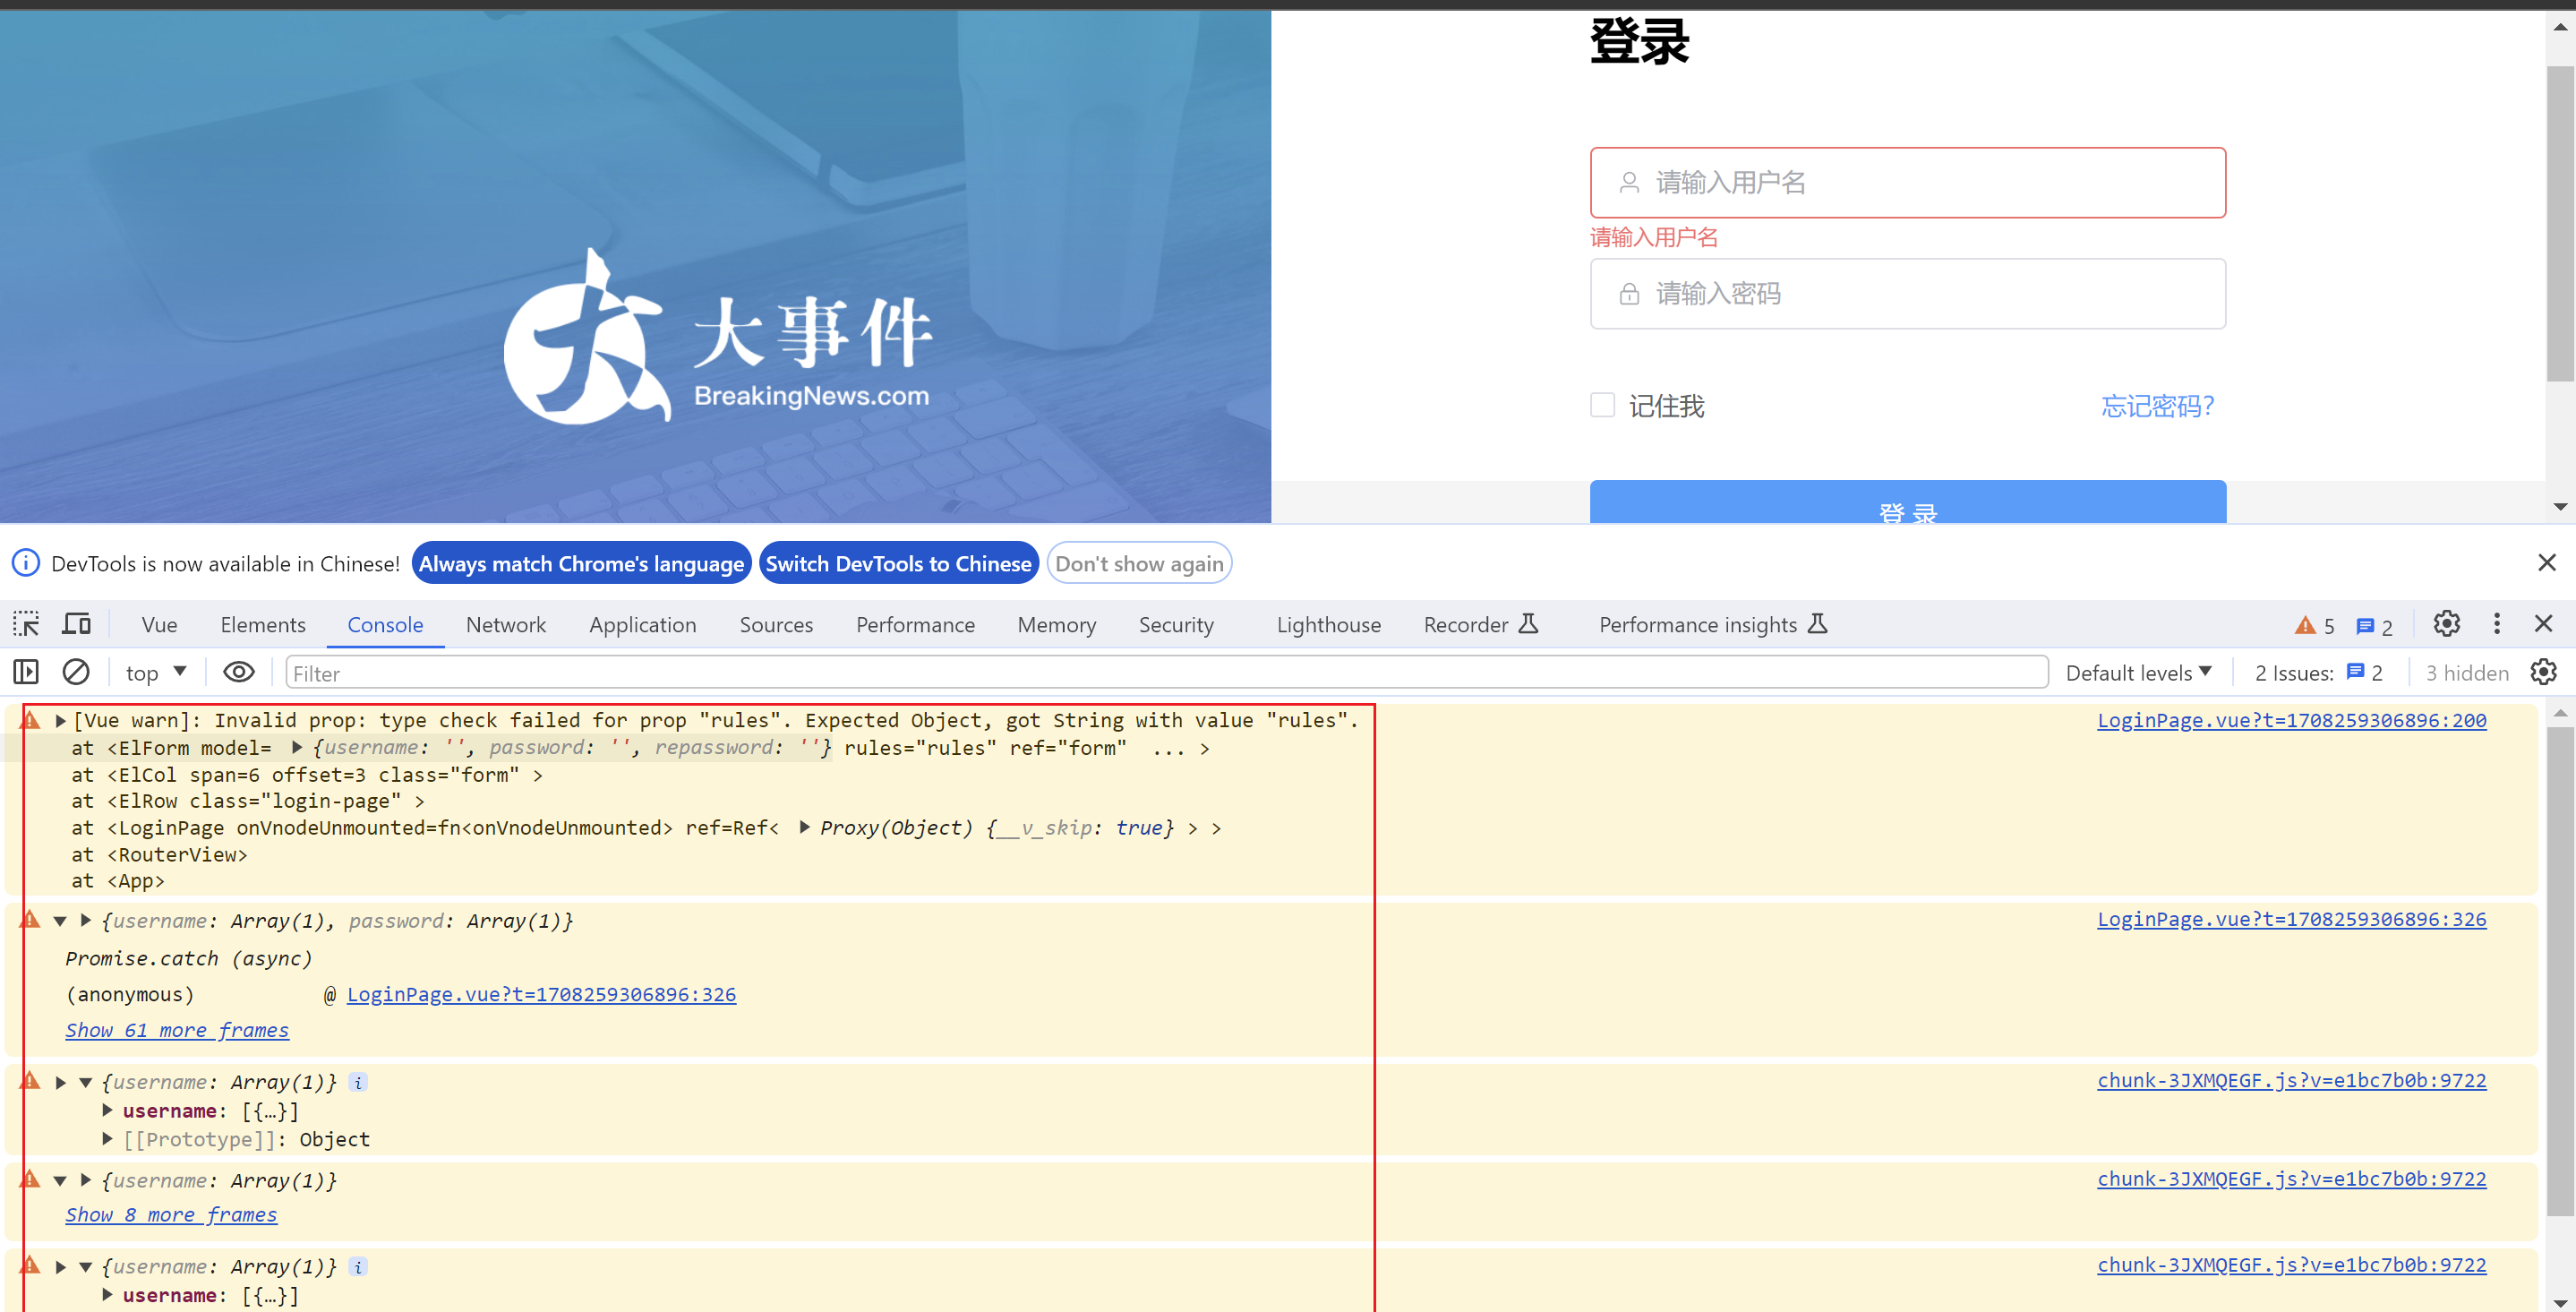 登录
请输入用户名
请输入用户名
请输入密码
记住我 忘记密码?
登 录
大事件
BreakingNews.com
DevTools is now available in Chinese! Always match Chrome's language Switch DevTools to Chinese Don't show again
Vue Elements Console Network Application Sources Performance Memory Security Lighthouse Recorder Performance insights 5 2
top Filter Default levels 2 Issues: 2 3 hidden
[Vue warn]: Invalid prop: type check failed for prop "rules". Expected Object, got String with value "rules". LoginPage.vue?t=1708259306896:200
at <ElForm model= {username: '', password: '', repassword: ''} rules="rules" ref="form" ... >
at <ElCol span=6 offset=3 class="form" >
at <ElRow class="login-page" >
at <LoginPage onVnodeUnmounted=fn<onVnodeUnmounted> ref=Ref< Proxy(Object) {__v_skip: true} > >
at <RouterView>
at <App>
{username: Array(1), password: Array(1)} LoginPage.vue?t=1708259306896:326
Promise.catch (async)
(anonymous) @ LoginPage.vue?t=1708259306896:326
Show 61 more frames
{username: Array(1)} i chunk-3JXMQEGF.js?v=e1bc7b0b:9722
username: [{…}]
[[Prototype]]: Object
{username: Array(1)} chunk-3JXMQEGF.js?v=e1bc7b0b:9722
Show 8 more frames
{username: Array(1)} i chunk-3JXMQEGF.js?v=e1bc7b0b:9722
username: [{…}]